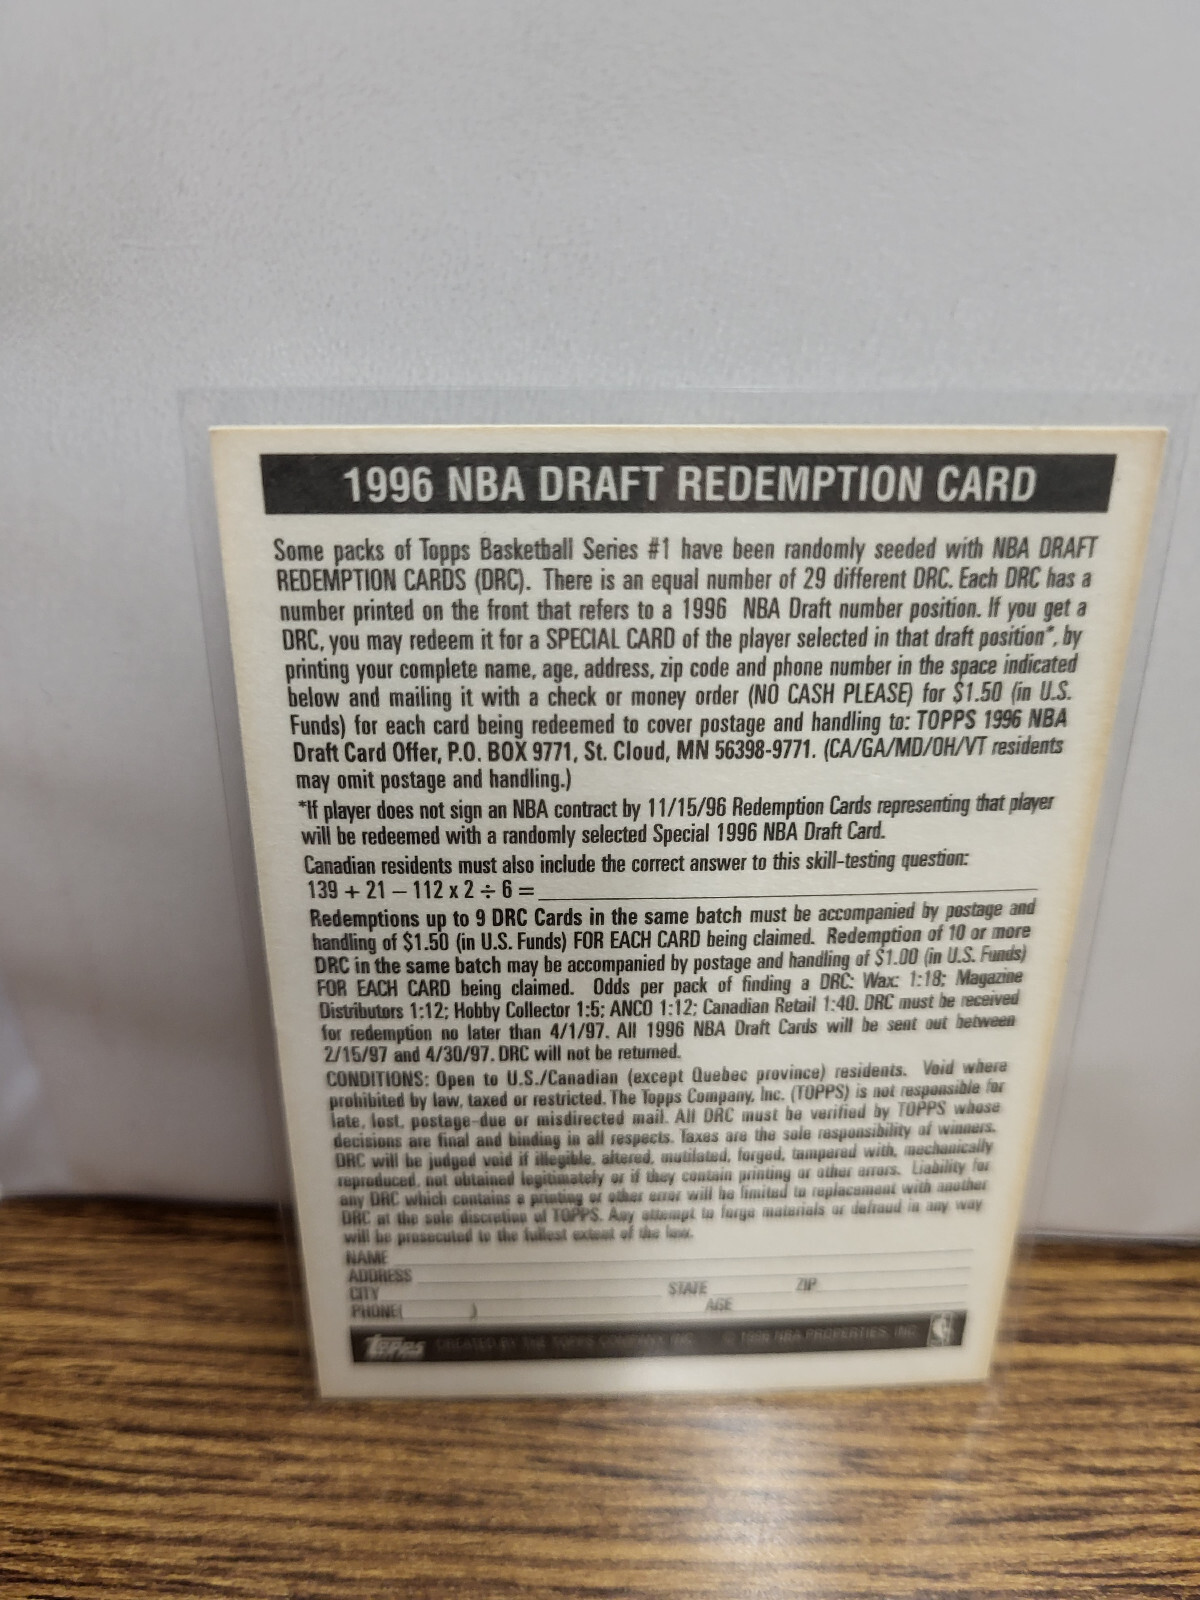 1996 NBA DRAFT REDEMPTION CARD
Some packs of Topps Basketball Series #1 have been randomly seeded with NBA DRAFT
REDEMPTION CARDS (DRC). There is an equal number of 29 different DRC. Each DRC has a
number printed on the front that refers to a 1996 NBA Draft number position. If you get a
DRC, you may redeem it for a SPECIAL CARD of the player selected in that draft position*, by
printing your complete name, age, address, zip code and phone number in the space indicated
below and mailing it with a check or money order (NO CASH PLEASE) for $1.50 (in U.S.
Funds) for each card being redeemed to cover postage and handling to: TOPPS 1996 NBA
Draft Card Offer, P.O. BOX 9771, St. Cloud, MN 56398-9771. (CA/GA/MD/OH/VT residents
may omit postage and handling.)
*If player does not sign an NBA contract by 11/15/96 Redemption Cards representing that player
will be redeemed with a randomly selected Special 1996 NBA Draft Card.
Canadian residents must also include the correct answer to this skill-testing question:
139 + 21 – 112 x 2 ÷ 6 =
Redemptions up to 9 DRC Cards in the same batch must be accompanied by postage and
handling of $1.50 (in U.S. Funds) FOR EACH CARD being claimed. Redemption of 10 or more
DRC in the same batch may be accompanied by postage and handling of $1.00 (in U.S. Funds)
FOR EACH CARD being claimed. Odds per pack of finding a DRC: Wax: 1:18; Magazine
Distributors 1:12; Hobby Collector 1:5; ANCO 1:12; Canadian Retail 1:40. DRC must be received
for redemption no later than 4/1/97. All 1996 NBA Draft Cards will be sent out between
2/15/97 and 4/30/97. DRC will not be returned.
CONDITIONS: Open to U.S./Canadian (except Quebec province) residents. Void where
prohibited by law, taxed or restricted. The Topps Company, Inc. (TOPPS) is not responsible for
late, lost, postage-due or misdirected mail. All DRC must be verified by TOPPS whose
decisions are final and binding in all respects. Taxes are the sole responsibility of winners.
DRC will be judged void if illegible, altered, mutilated, forged, tampered with, mechanically
reproduced, not obtained legitimately or if they contain printing or other errors. Liability for
any DRC which contains a printing or other error will be limited to replacement with another
DRC at the sole discretion of TOPPS. Any attempt to forge materials or defraud in any way
will be prosecuted to the fullest extent of the law.
NAME
ADDRESS
CITY STATE ZIP
PHONE( ) AGE
Topps CREATED BY THE TOPPS COMPANY, INC. © 1996 NBA PROPERTIES, INC.